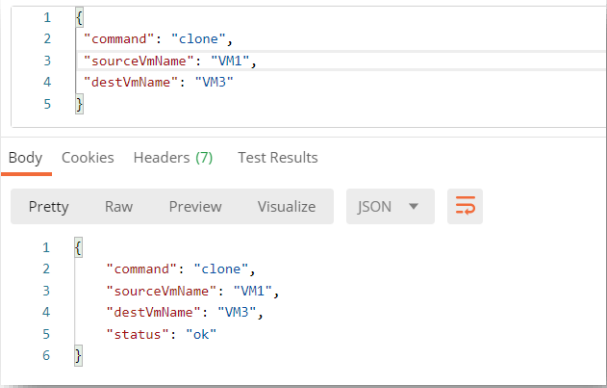 1 {
2 "command": "clone",
3 "sourceVmName": "VM1",
4 "destVmName": "VM3"
5 }
Body Cookies Headers (7) Test Results
Pretty Raw Preview Visualize JSON
1 {
2 "command": "clone",
3 "sourceVmName": "VM1",
4 "destVmName": "VM3",
5 "status": "ok"
6 }